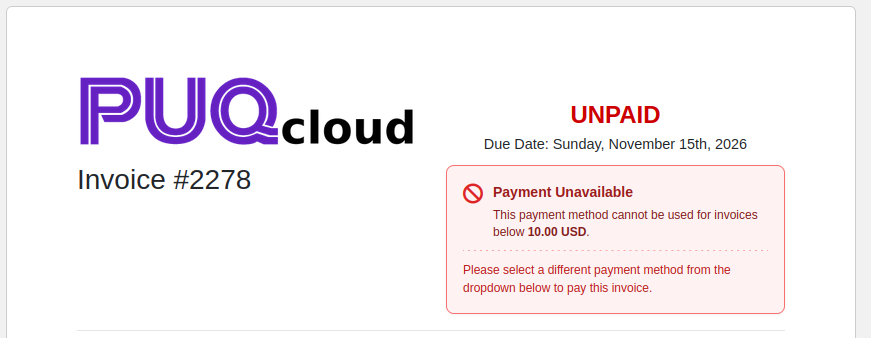 PUQcloud
Invoice #2278
UNPAID
Due Date: Sunday, November 15th, 2026
Payment Unavailable
This payment method cannot be used for invoices
below 10.00 USD.
Please select a different payment method from the
dropdown below to pay this invoice.